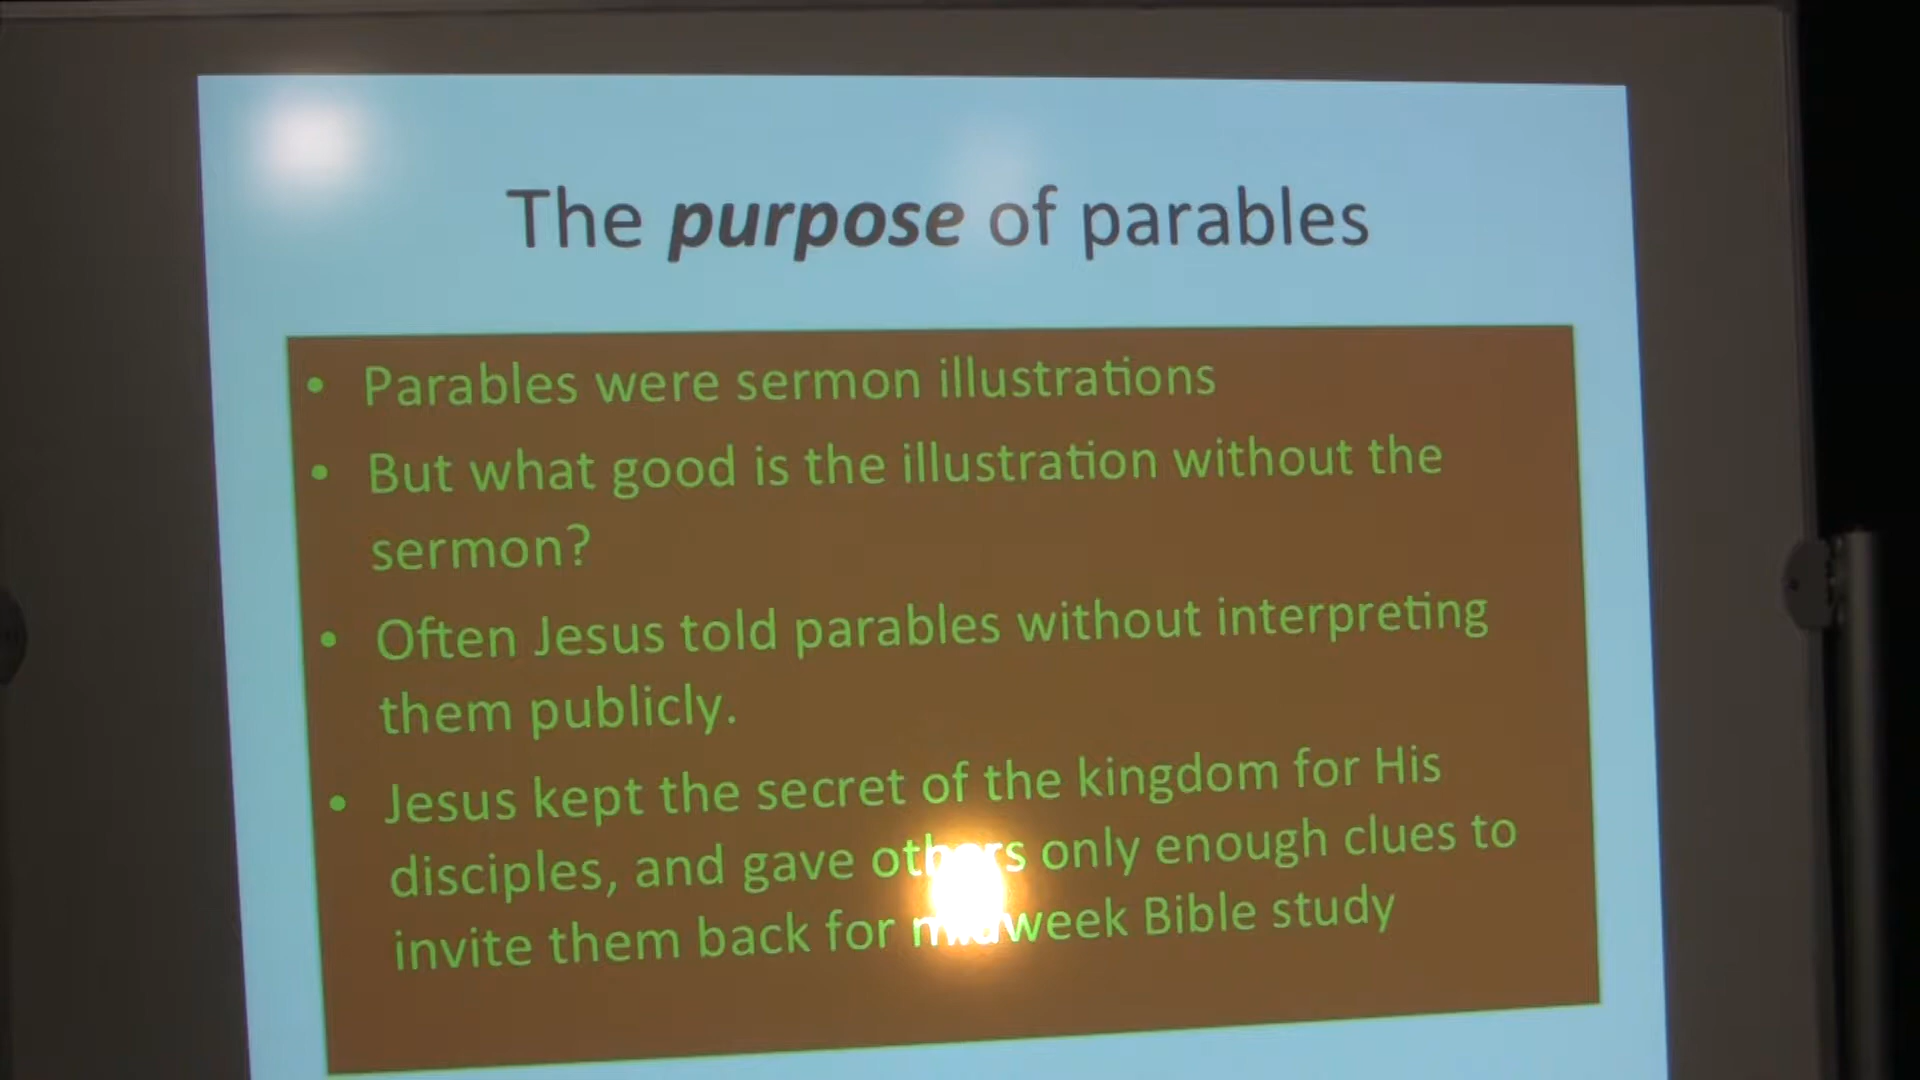 The purpose of parables
• Parables were sermon illustrations
• But what good is the illustration without the
sermon?
• Often Jesus told parables without interpreting
them publicly.
• Jesus kept the secret of the kingdom for His
disciples, and gave others only enough clues to
invite them back for midweek Bible study